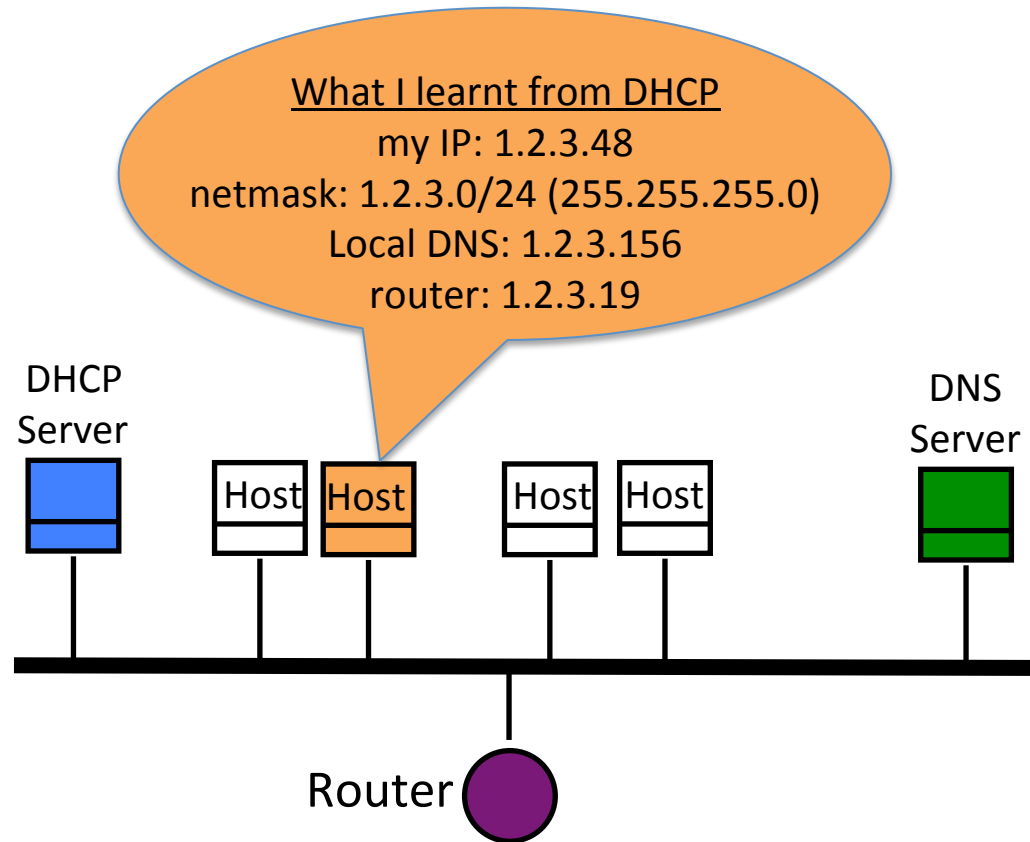 What I learnt from DHCP
my IP: 1.2.3.48
netmask: 1.2.3.0/24 (255.255.255.0)
Local DNS: 1.2.3.156
router: 1.2.3.19
DHCP
Server
DNS
Server
Host
Host
Host
Host
Router